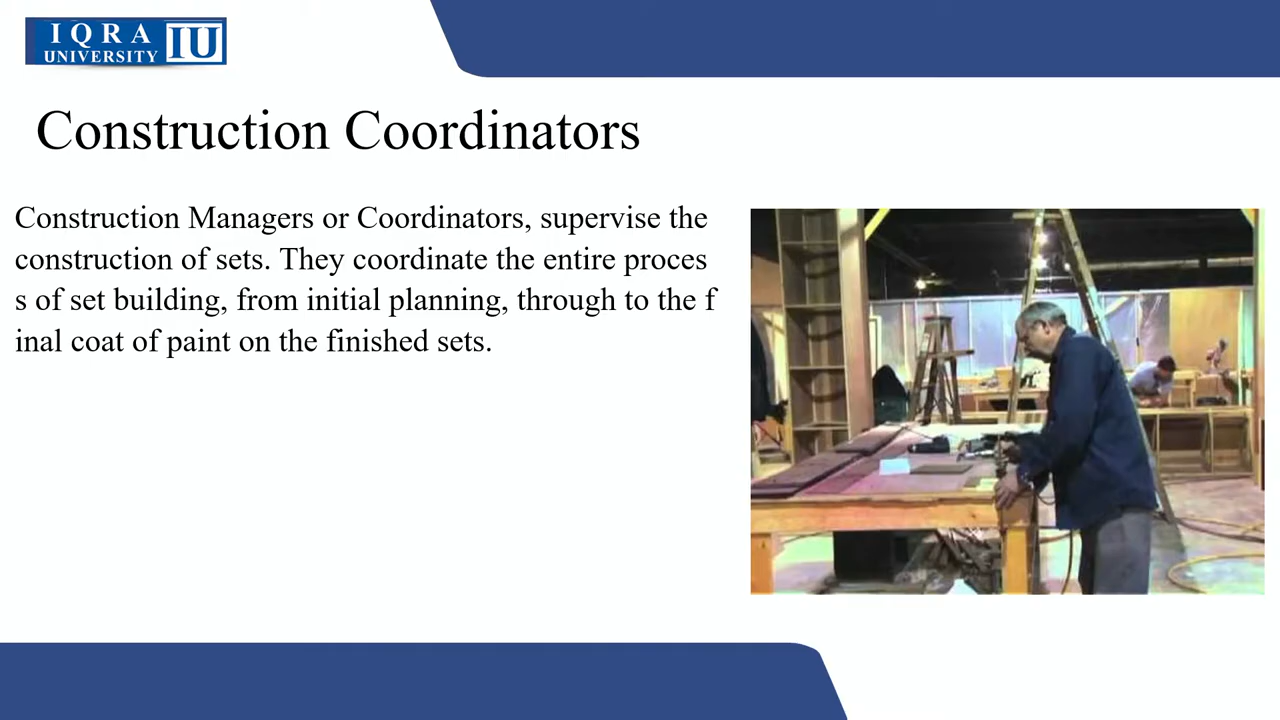 IQRA
UNIVERSITY
IU
Construction Coordinators
Construction Managers or Coordinators, supervise the
construction of sets. They coordinate the entire proces
s of set building, from initial planning, through to the f
inal coat of paint on the finished sets.